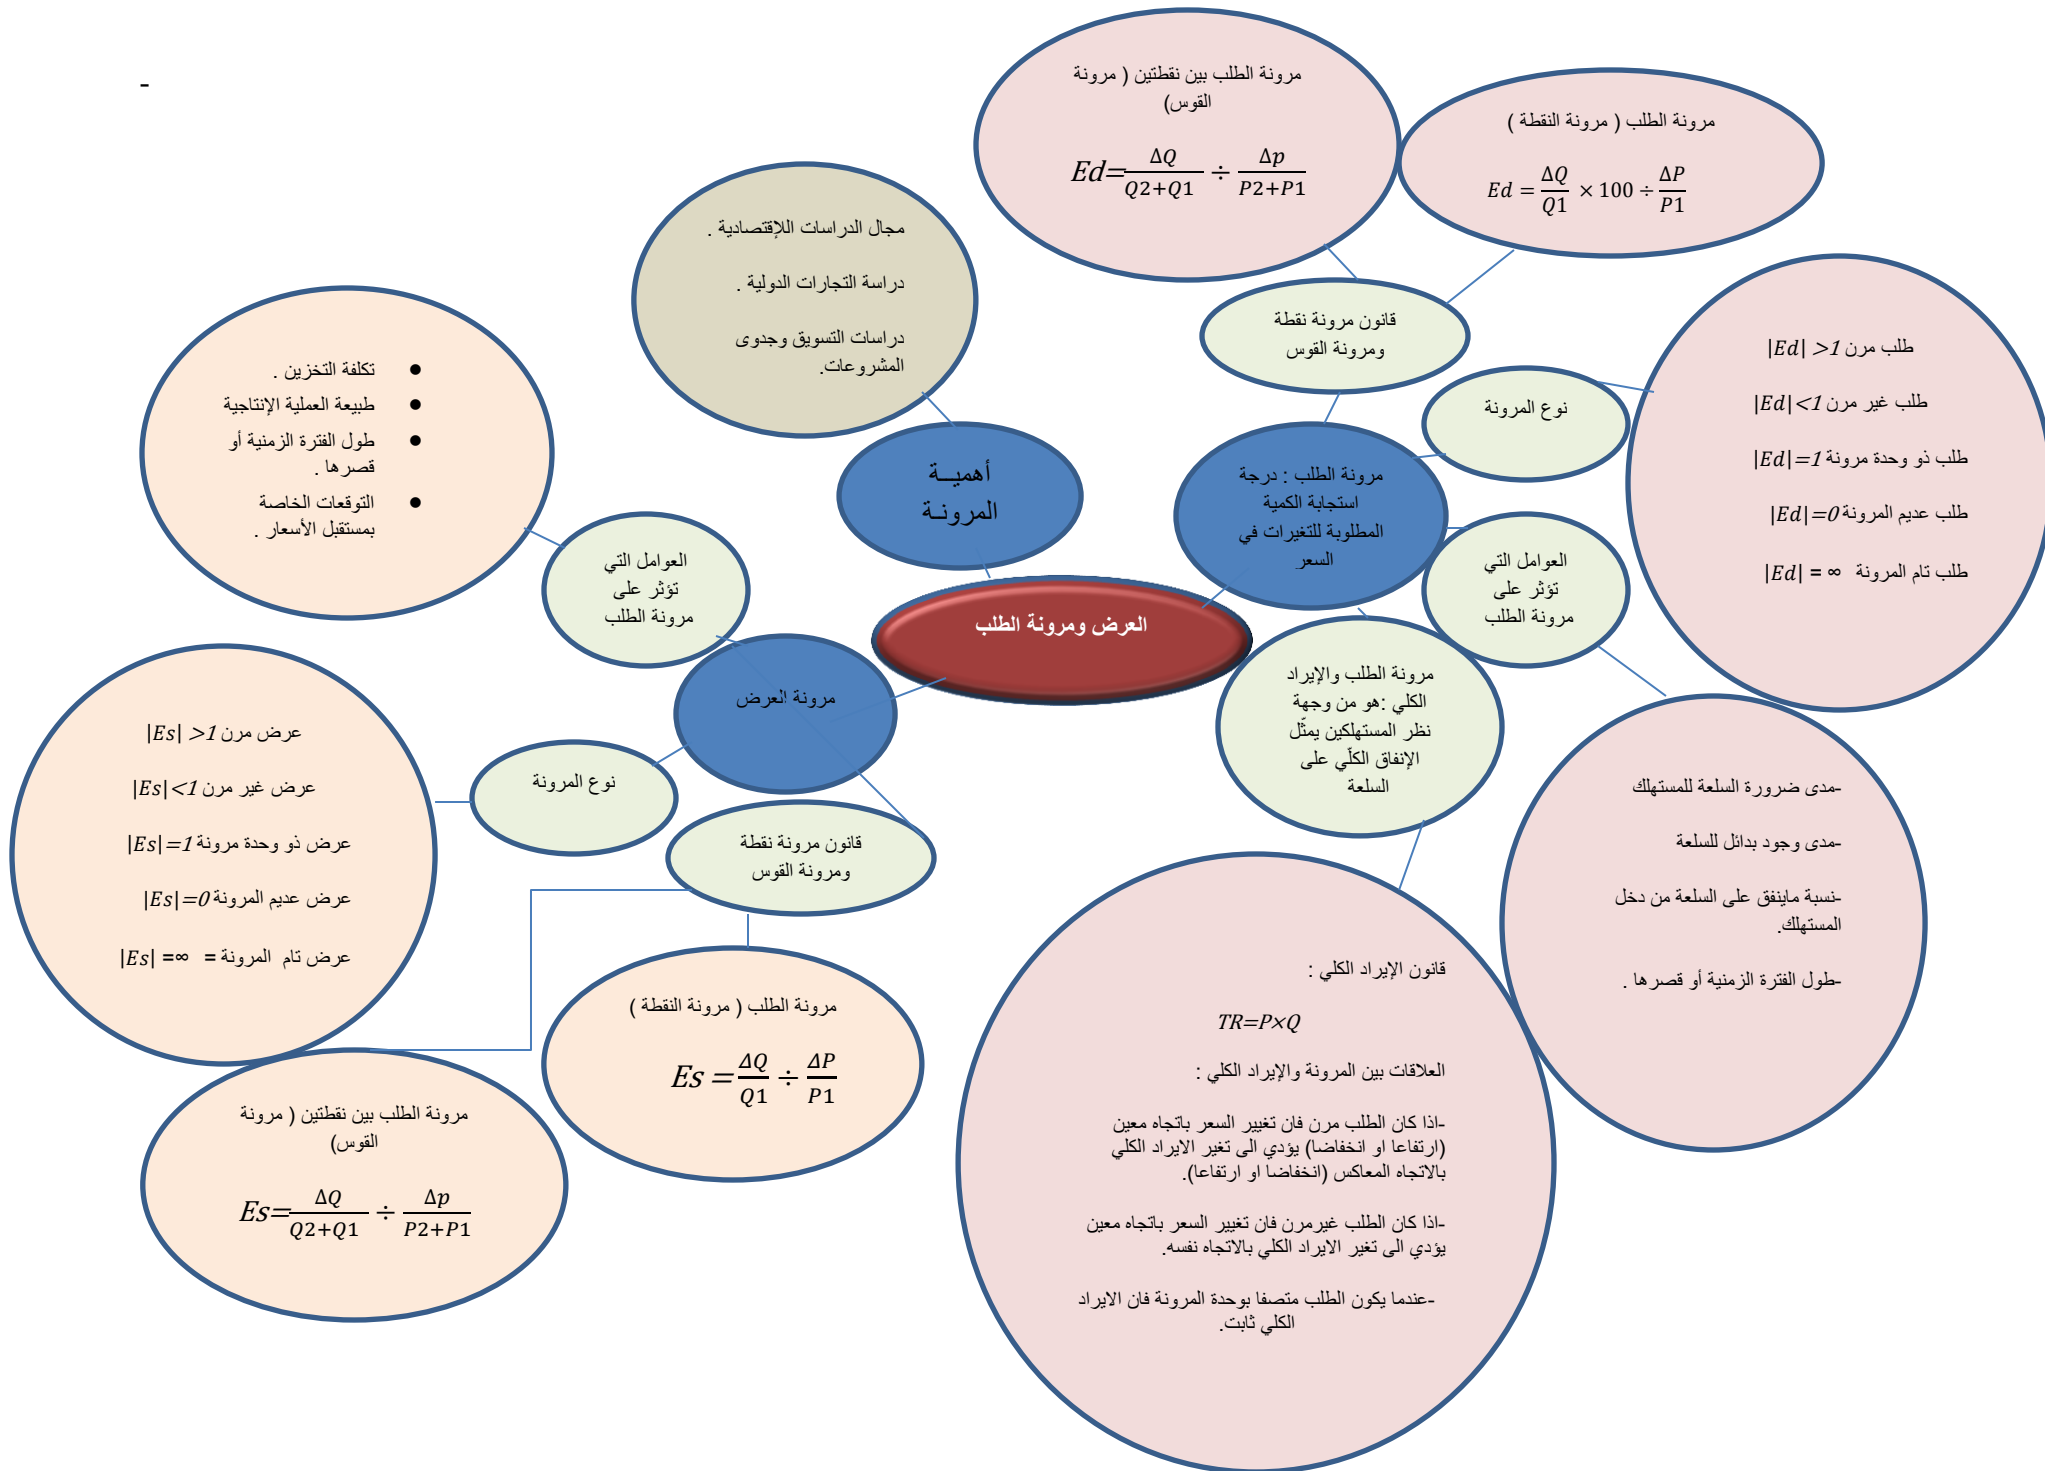 -
العرض ومرونة الطلب
أهميــة
المرونـة
مجال الدراسات اللإقتصادية .
دراسة التجارات الدولية .
دراسات التسويق وجدوى
المشروعات.
مرونة الطلب : درجة
استجابة الكمية
المطلوبة للتغيرات في
السعر
قانون مرونة نقطة
ومرونة القوس
مرونة الطلب بين نقطتين ( مرونة
القوس)
Ed=ΔQ/(Q2+Q1) ÷ Δp/(P2+P1)
مرونة الطلب ( مرونة النقطة )
Ed = ΔQ/Q1 × 100 ÷ ΔP/P1
نوع المرونة
طلب مرن |Ed| >1
طلب غير مرن |Ed|<1
طلب ذو وحدة مرونة |Ed|=1
طلب عديم المرونة |Ed|=0
طلب تام المرونة |Ed| = ∞
العوامل التي
تؤثر على
مرونة الطلب
-مدى ضرورة السلعة للمستهلك
-مدى وجود بدائل للسلعة
-نسبة ماينفق على السلعة من دخل
المستهلك.
-طول الفترة الزمنية أو قصرها .
مرونة الطلب والإيراد
الكلي :هو من وجهة
نظر المستهلكين يمثّل
الإنفاق الكلّي على
السلعة
قانون الإيراد الكلي :
TR=P×Q
العلاقات بين المرونة والإيراد الكلي :
-اذا كان الطلب مرن فان تغيير السعر باتجاه معين
(ارتفاعا او انخفاضا) يؤدي الى تغير الايراد الكلي
بالاتجاه المعاكس (انخفاضا او ارتفاعا).
-اذا كان الطلب غيرمرن فان تغيير السعر باتجاه معين
يؤدي الى تغير الايراد الكلي بالاتجاه نفسه.
-عندما يكون الطلب متصفا بوحدة المرونة فان الايراد
الكلي ثابت.
مرونة العرض
العوامل التي
تؤثر على
مرونة الطلب
● تكلفة التخزين .
● طبيعة العملية الإنتاجية
● طول الفترة الزمنية أو
قصرها .
● التوقعات الخاصة
بمستقبل الأسعار .
نوع المرونة
عرض مرن |Es| >1
عرض غير مرن |Es|<1
عرض ذو وحدة مرونة |Es|=1
عرض عديم المرونة |Es|=0
عرض تام المرونة = |Es| =∞
قانون مرونة نقطة
ومرونة القوس
مرونة الطلب ( مرونة النقطة )
Es = ΔQ/Q1 ÷ ΔP/P1
مرونة الطلب بين نقطتين ( مرونة
القوس)
Es=ΔQ/(Q2+Q1) ÷ Δp/(P2+P1)